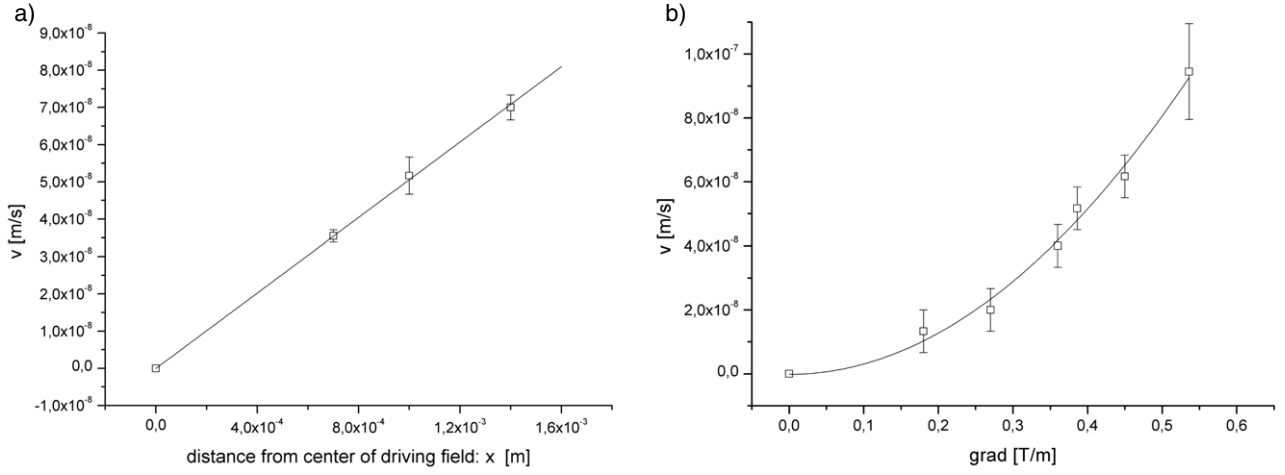 a)
9,0x10⁻⁸
8,0x10⁻⁸
7,0x10⁻⁸
6,0x10⁻⁸
5,0x10⁻⁸
4,0x10⁻⁸
3,0x10⁻⁸
2,0x10⁻⁸
1,0x10⁻⁸
0,0
-1,0x10⁻⁸
v [m/s]
0,0 4,0x10⁻⁴ 8,0x10⁻⁴ 1,2x10⁻³ 1,6x10⁻³
distance from center of driving field: x [m]
b)
1,0x10⁻⁷
8,0x10⁻⁸
6,0x10⁻⁸
4,0x10⁻⁸
2,0x10⁻⁸
0,0
v [m/s]
0,0 0,1 0,2 0,3 0,4 0,5 0,6
grad [T/m]